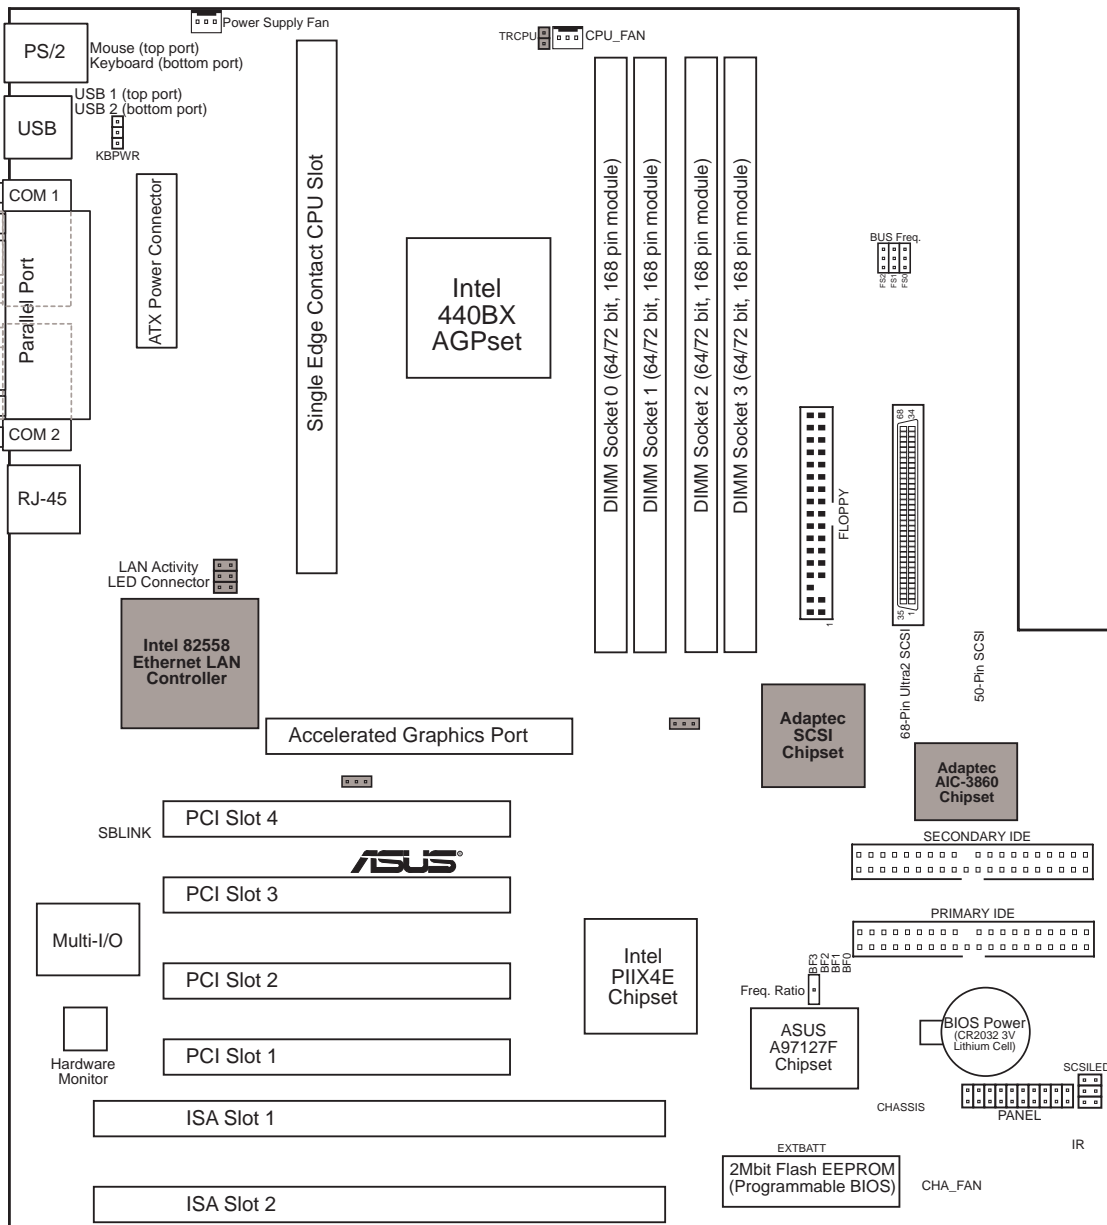 Power Supply Fan
TRCPU
CPU_FAN
PS/2
Mouse (top port)
Keyboard (bottom port)
USB 1 (top port)
USB 2 (bottom port)
USB
KBPWR
COM 1
Parallel Port
ATX Power Connector
COM 2
RJ-45
Single Edge Contact CPU Slot
Intel
440BX
AGPset
DIMM Socket 0 (64/72 bit, 168 pin module)
DIMM Socket 1 (64/72 bit, 168 pin module)
DIMM Socket 2 (64/72 bit, 168 pin module)
DIMM Socket 3 (64/72 bit, 168 pin module)
BUS Freq.
FS2
FS1
FS0
FLOPPY
1
68
34
35
1
68-Pin Ultra2 SCSI
50-Pin SCSI
LAN Activity
LED Connector
Intel 82558
Ethernet LAN
Controller
Accelerated Graphics Port
Adaptec
SCSI
Chipset
Adaptec
AIC-3860
Chipset
SBLINK
PCI Slot 4
ASUS®
SECONDARY IDE
PCI Slot 3
PRIMARY IDE
Multi-I/O
PCI Slot 2
Intel
PIIX4E
Chipset
BF3
BF2
BF1
BF0
Freq. Ratio
ASUS
A97127F
Chipset
BIOS Power
(CR2032 3V
Lithium Cell)
Hardware
Monitor
PCI Slot 1
SCSILED
CHASSIS
PANEL
ISA Slot 1
IR
EXTBATT
2Mbit Flash EEPROM
(Programmable BIOS)
CHA_FAN
ISA Slot 2